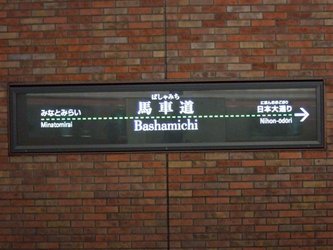 ばしゃみち
馬車道
Bashamichi
みなとみらい
Minatomirai
にほんおおどおり
日本大通り
Nihon-ōdōri